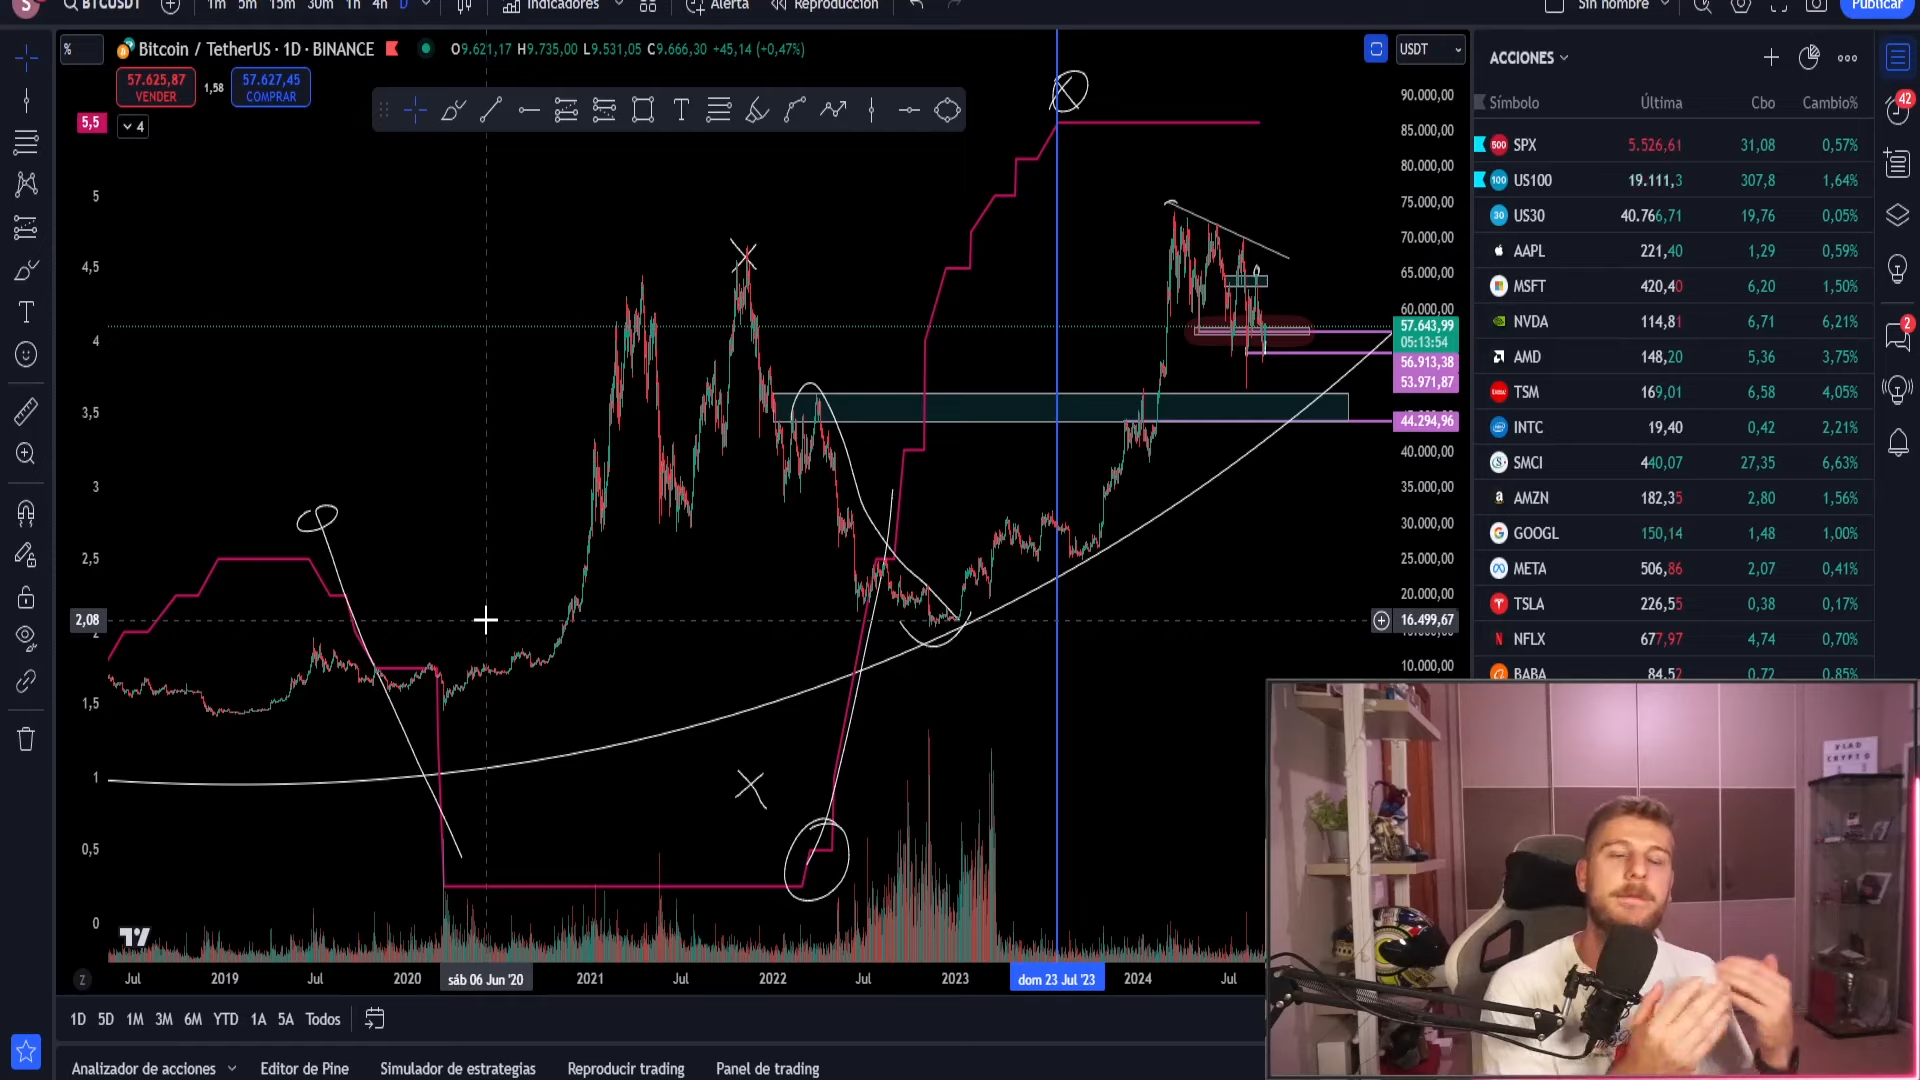 S
BTCUSDT
1m 5m 15m 30m 1h 4h D
Indicadores
Alerta
Reproducción
Sin nombre
Publicar
%
Bitcoin / TetherUS · 1D · BINANCE
O9.621,17 H9.735,00 L9.531,05 C9.666,30 +45,14 (+0,47%)
57.625,87
VENDER
1,58
57.627,45
COMPRAR
4
USDT
5,5
5
4,5
4
3,5
3
2,5
2,08
2
1,5
1
0,5
0
90.000,00
85.000,00
80.000,00
75.000,00
70.000,00
65.000,00
60.000,00
57.643,99
05:13:54
56.913,38
53.971,87
44.294,96
40.000,00
35.000,00
30.000,00
25.000,00
20.000,00
16.499,67
10.000,00
Z
Jul
2019
Jul
2020
sáb 06 Jun '20
2021
Jul
2022
Jul
2023
dom 23 Jul '23
2024
Jul
1D 5D 1M 3M 6M YTD 1A 5A Todos
Analizador de acciones
Editor de Pine
Simulador de estrategias
Reproducir trading
Panel de trading
ACCIONES
Símbolo Última Cbo Cambio%
500 SPX 5.526,61 31,08 0,57%
100 US100 19.111,3 307,8 1,64%
30 US30 40.766,71 19,76 0,05%
AAPL 221,40 1,29 0,59%
MSFT 420,40 6,20 1,50%
NVDA 114,81 6,71 6,21%
AMD 148,20 5,36 3,75%
TSM 169,01 6,58 4,05%
INTC 19,40 0,42 2,21%
SMCI 440,07 27,35 6,63%
AMZN 182,35 2,80 1,56%
GOOGL 150,14 1,48 1,00%
META 506,86 2,07 0,41%
TSLA 226,55 0,38 0,17%
NFLX 677,97 4,74 0,70%
BABA 84,52 0,72 0,85%
42
2
VLAD
CRYPTO